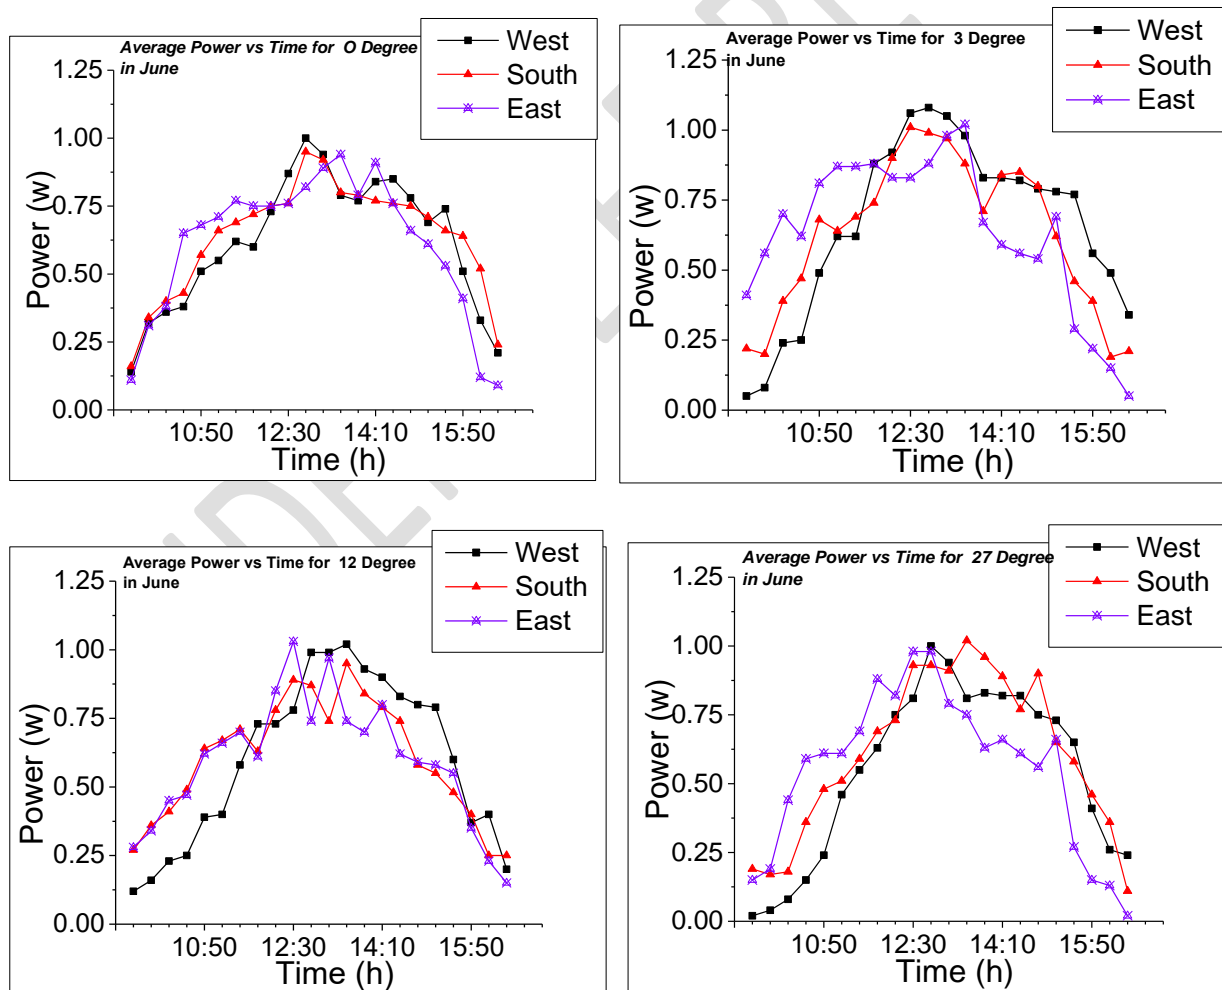 Average Power vs Time for O Degree
in June
West
South
East
1.25
1.00
0.75
0.50
0.25
0.00
Power (w)
10:50 12:30 14:10 15:50
Time (h)
Average Power vs Time for 3 Degree
in June
West
South
East
1.25
1.00
0.75
0.50
0.25
0.00
Power (w)
10:50 12:30 14:10 15:50
Time (h)
Average Power vs Time for 12 Degree
in June
West
South
East
1.25
1.00
0.75
0.50
0.25
0.00
Power (w)
10:50 12:30 14:10 15:50
Time (h)
Average Power vs Time for 27 Degree
in June
West
South
East
1.25
1.00
0.75
0.50
0.25
0.00
Power (w)
10:50 12:30 14:10 15:50
Time (h)